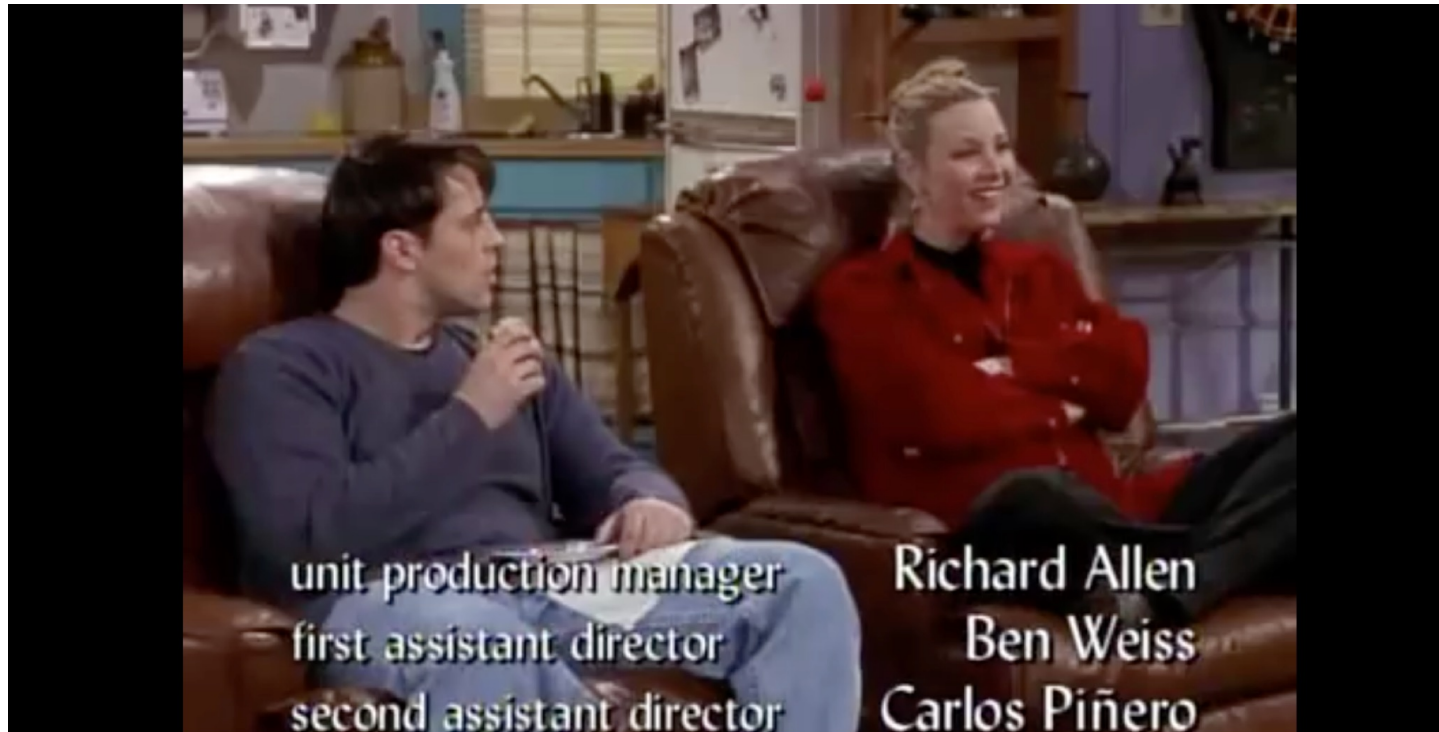 unit production manager Richard Allen
first assistant director Ben Weiss
second assistant director Carlos Piñero